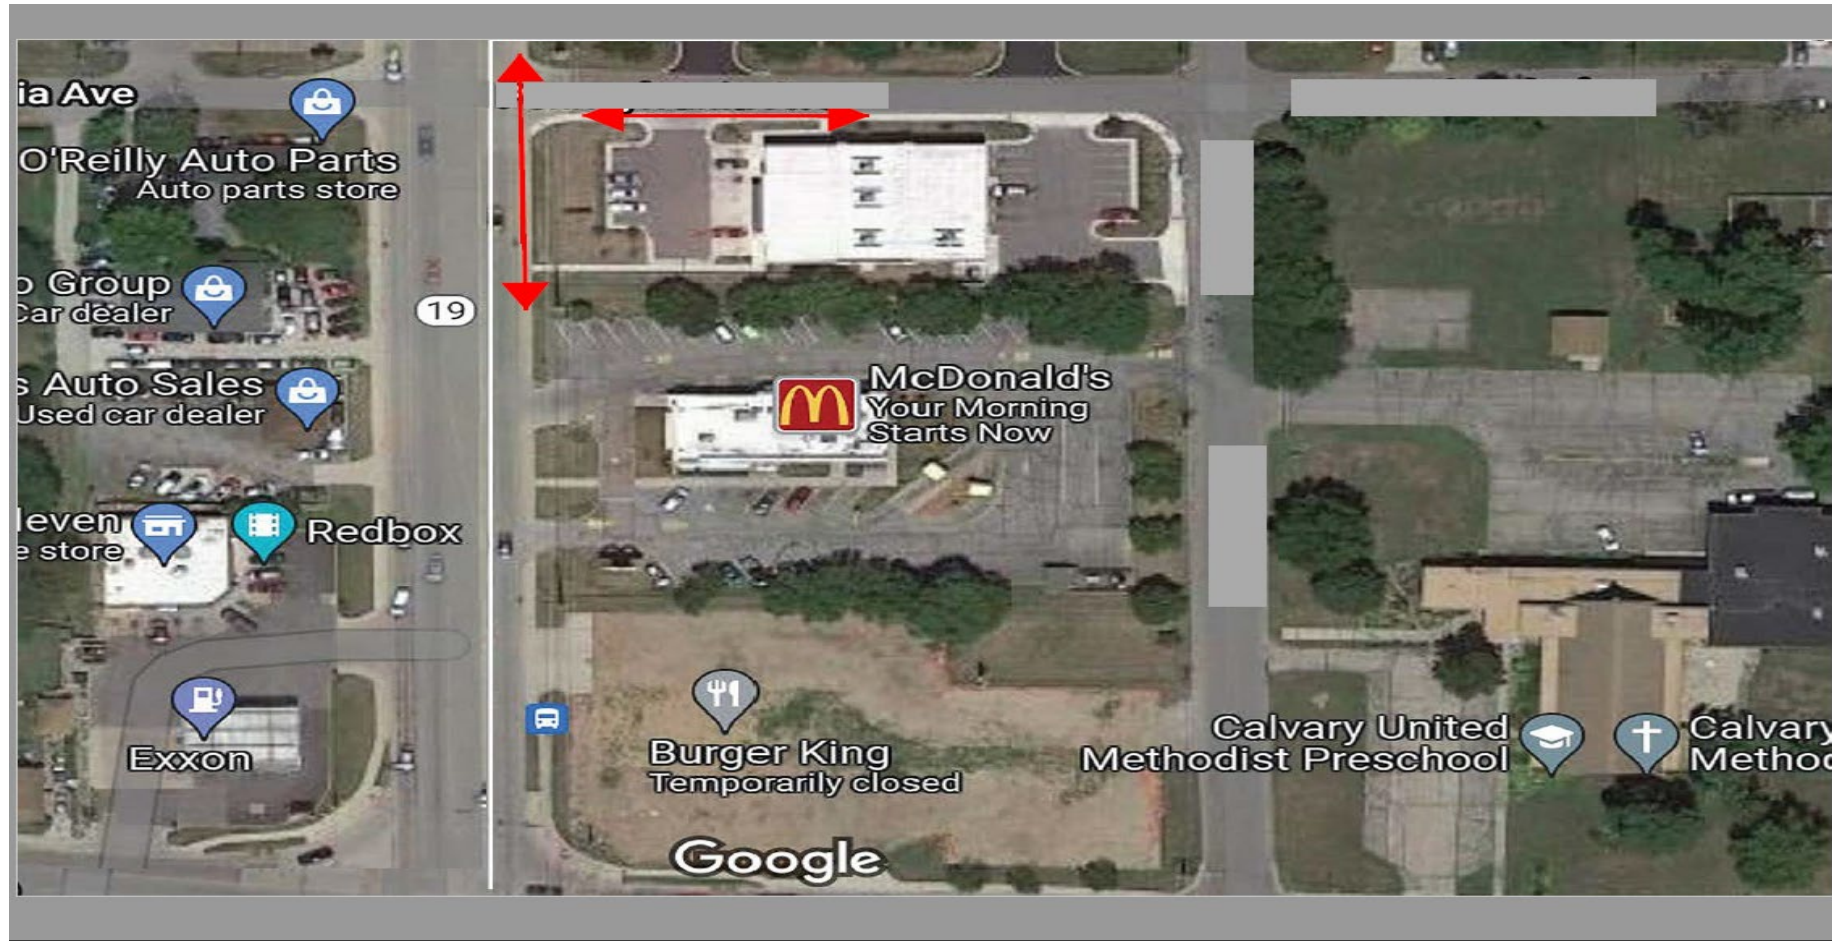 ia Ave
O'Reilly Auto Parts
Auto parts store
o Group
Car dealer
19
s Auto Sales
Used car dealer
McDonald's
Your Morning
Starts Now
leven
e store
Redbox
Exxon
Burger King
Temporarily closed
Calvary United
Methodist Preschool
Calvary
Method
Google